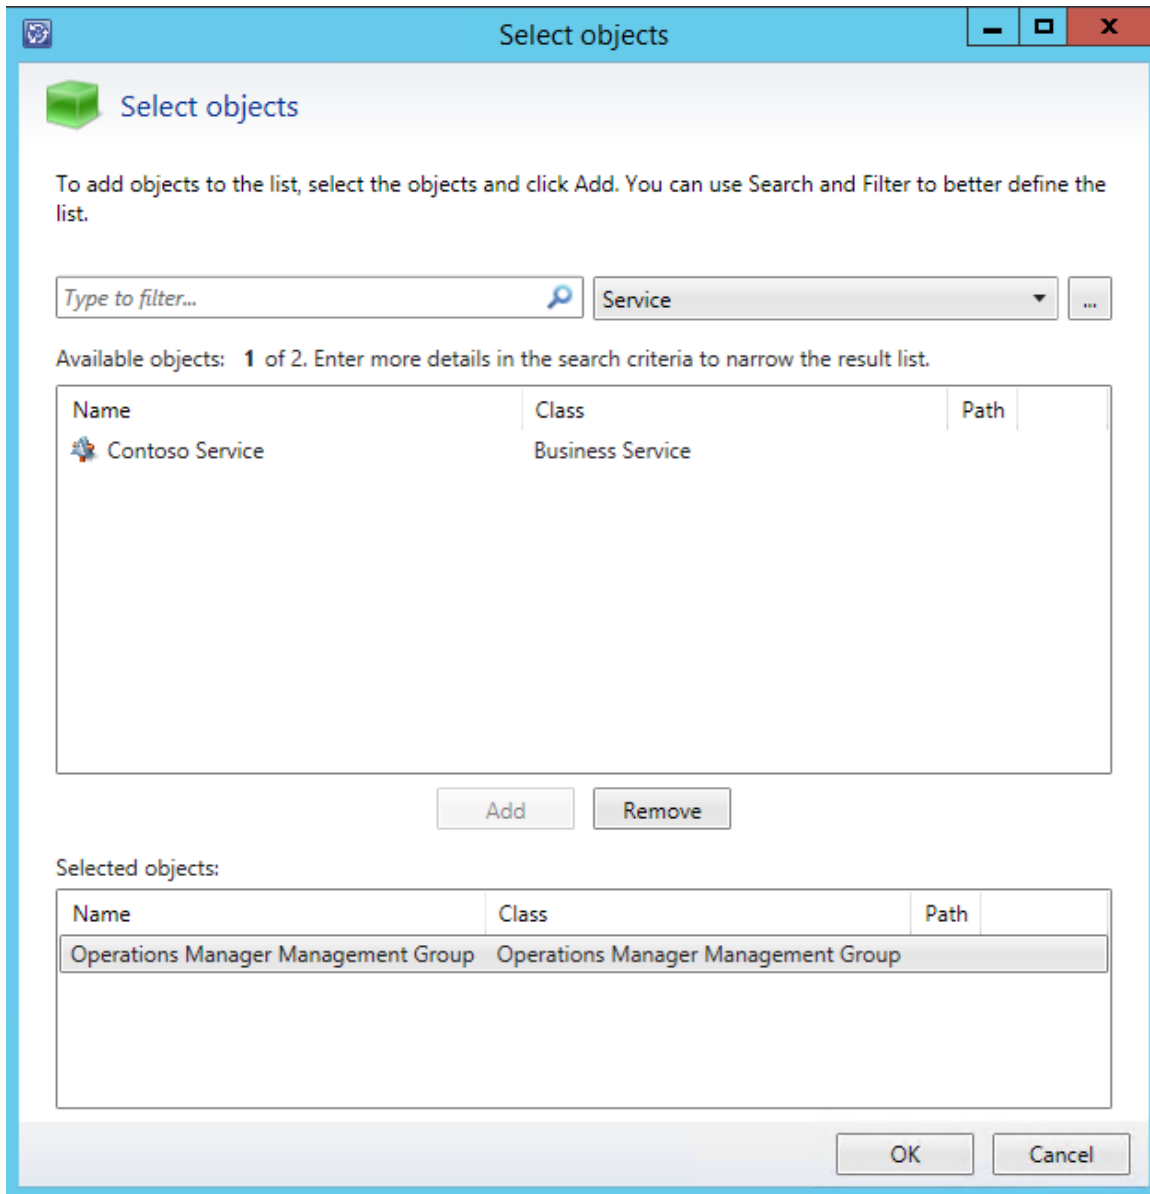 Select objects
X
Select objects
To add objects to the list, select the objects and click Add. You can use Search and Filter to better define the
list.
Type to filter...
Service
...
Available objects: 1 of 2. Enter more details in the search criteria to narrow the result list.
Name Class Path
Contoso Service Business Service
Add Remove
Selected objects:
Name Class Path
Operations Manager Management Group Operations Manager Management Group
OK Cancel